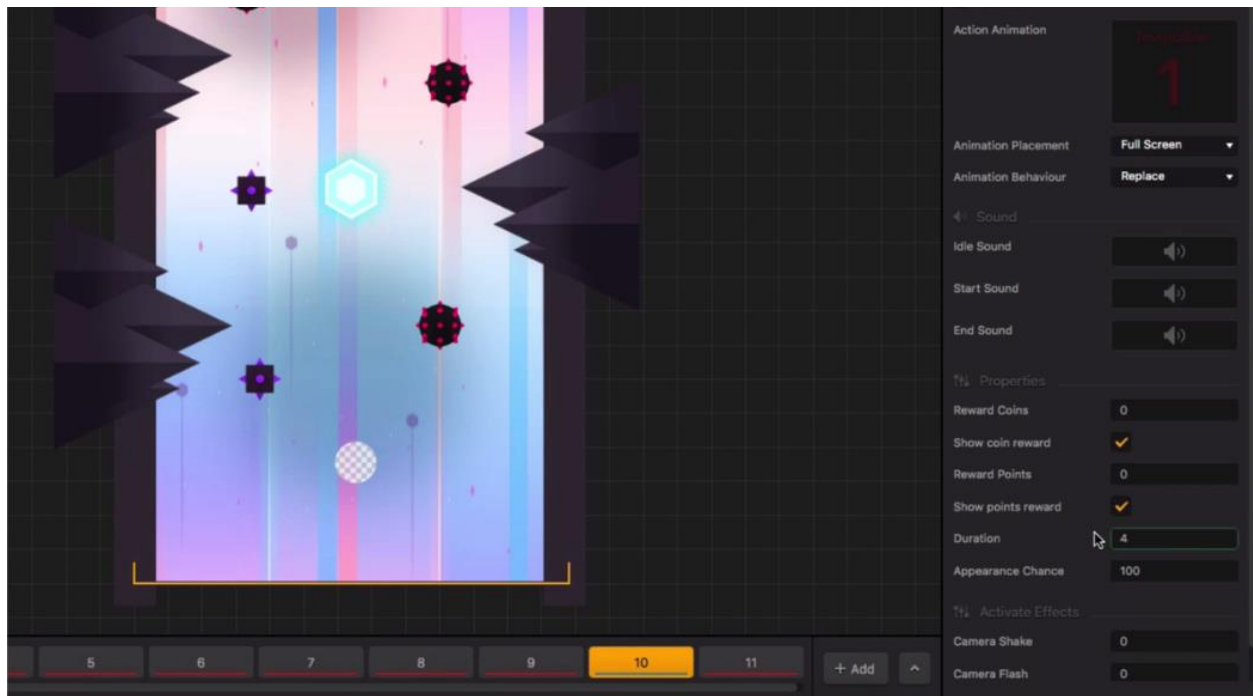 Action Animation
1
Animation Placement Full Screen
Animation Behaviour Replace
Sound
Idle Sound
Start Sound
End Sound
Properties
Reward Coins 0
Show coin reward
Reward Points 0
Show points reward
Duration 4
Appearance Chance 100
Activate Effects
Camera Shake 0
Camera Flash 0
5 6 7 8 9 10 11 + Add